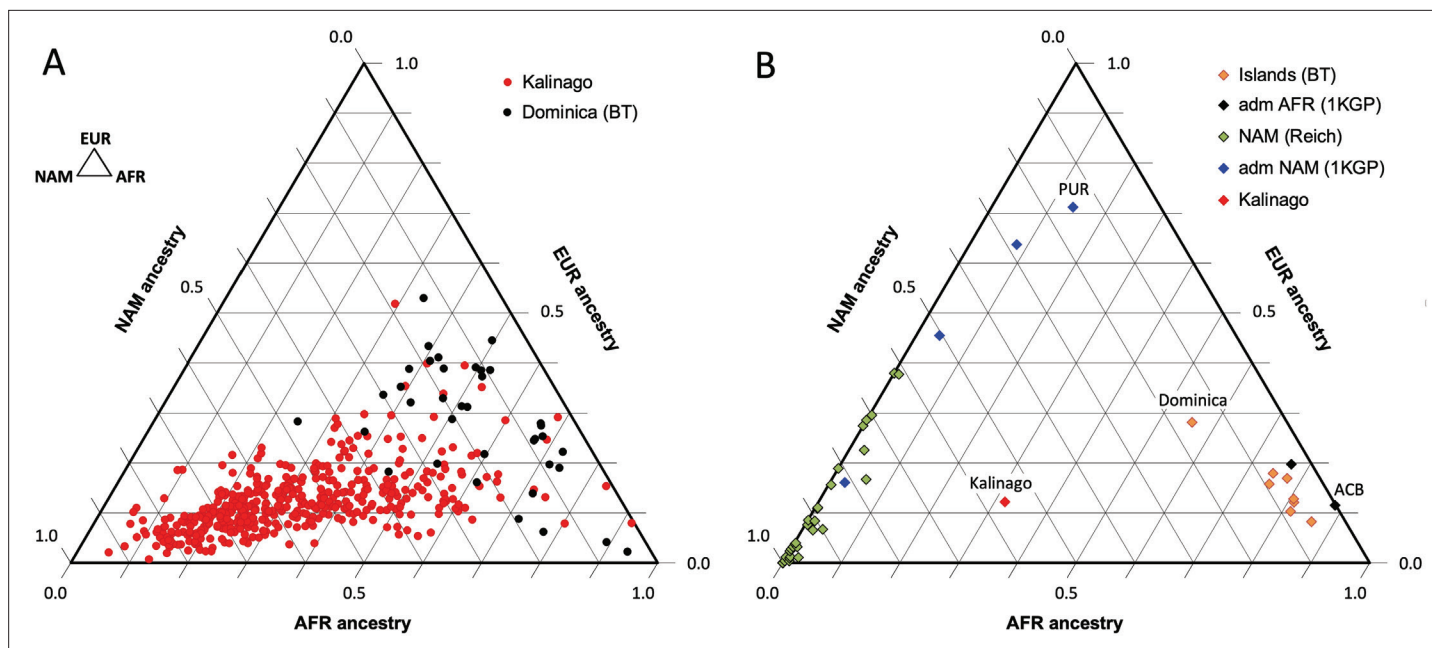 A
0.0
1.0
Kalinago
Dominica (BT)
EUR
NAM AFR
NAM ancestry
EUR ancestry
0.5
0.5
1.0
0.0
0.0
0.5
1.0
AFR ancestry
B
0.0
1.0
Islands (BT)
adm AFR (1KGP)
NAM (Reich)
adm NAM (1KGP)
Kalinago
PUR
NAM ancestry
EUR ancestry
0.5
0.5
Dominica
Kalinago
ACB
1.0
0.0
0.0
0.5
1.0
AFR ancestry